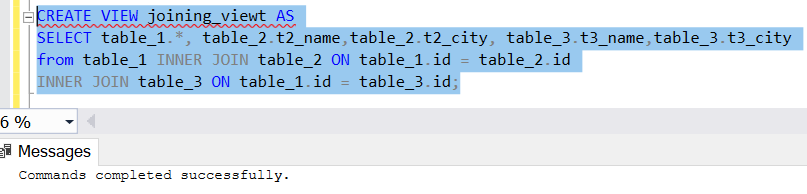 CREATE VIEW joining_viewt AS
SELECT table_1.*, table_2.t2_name,table_2.t2_city, table_3.t3_name,table_3.t3_city
from table_1 INNER JOIN table_2 ON table_1.id = table_2.id
INNER JOIN table_3 ON table_1.id = table_3.id;
6 %
Messages
Commands completed successfully.